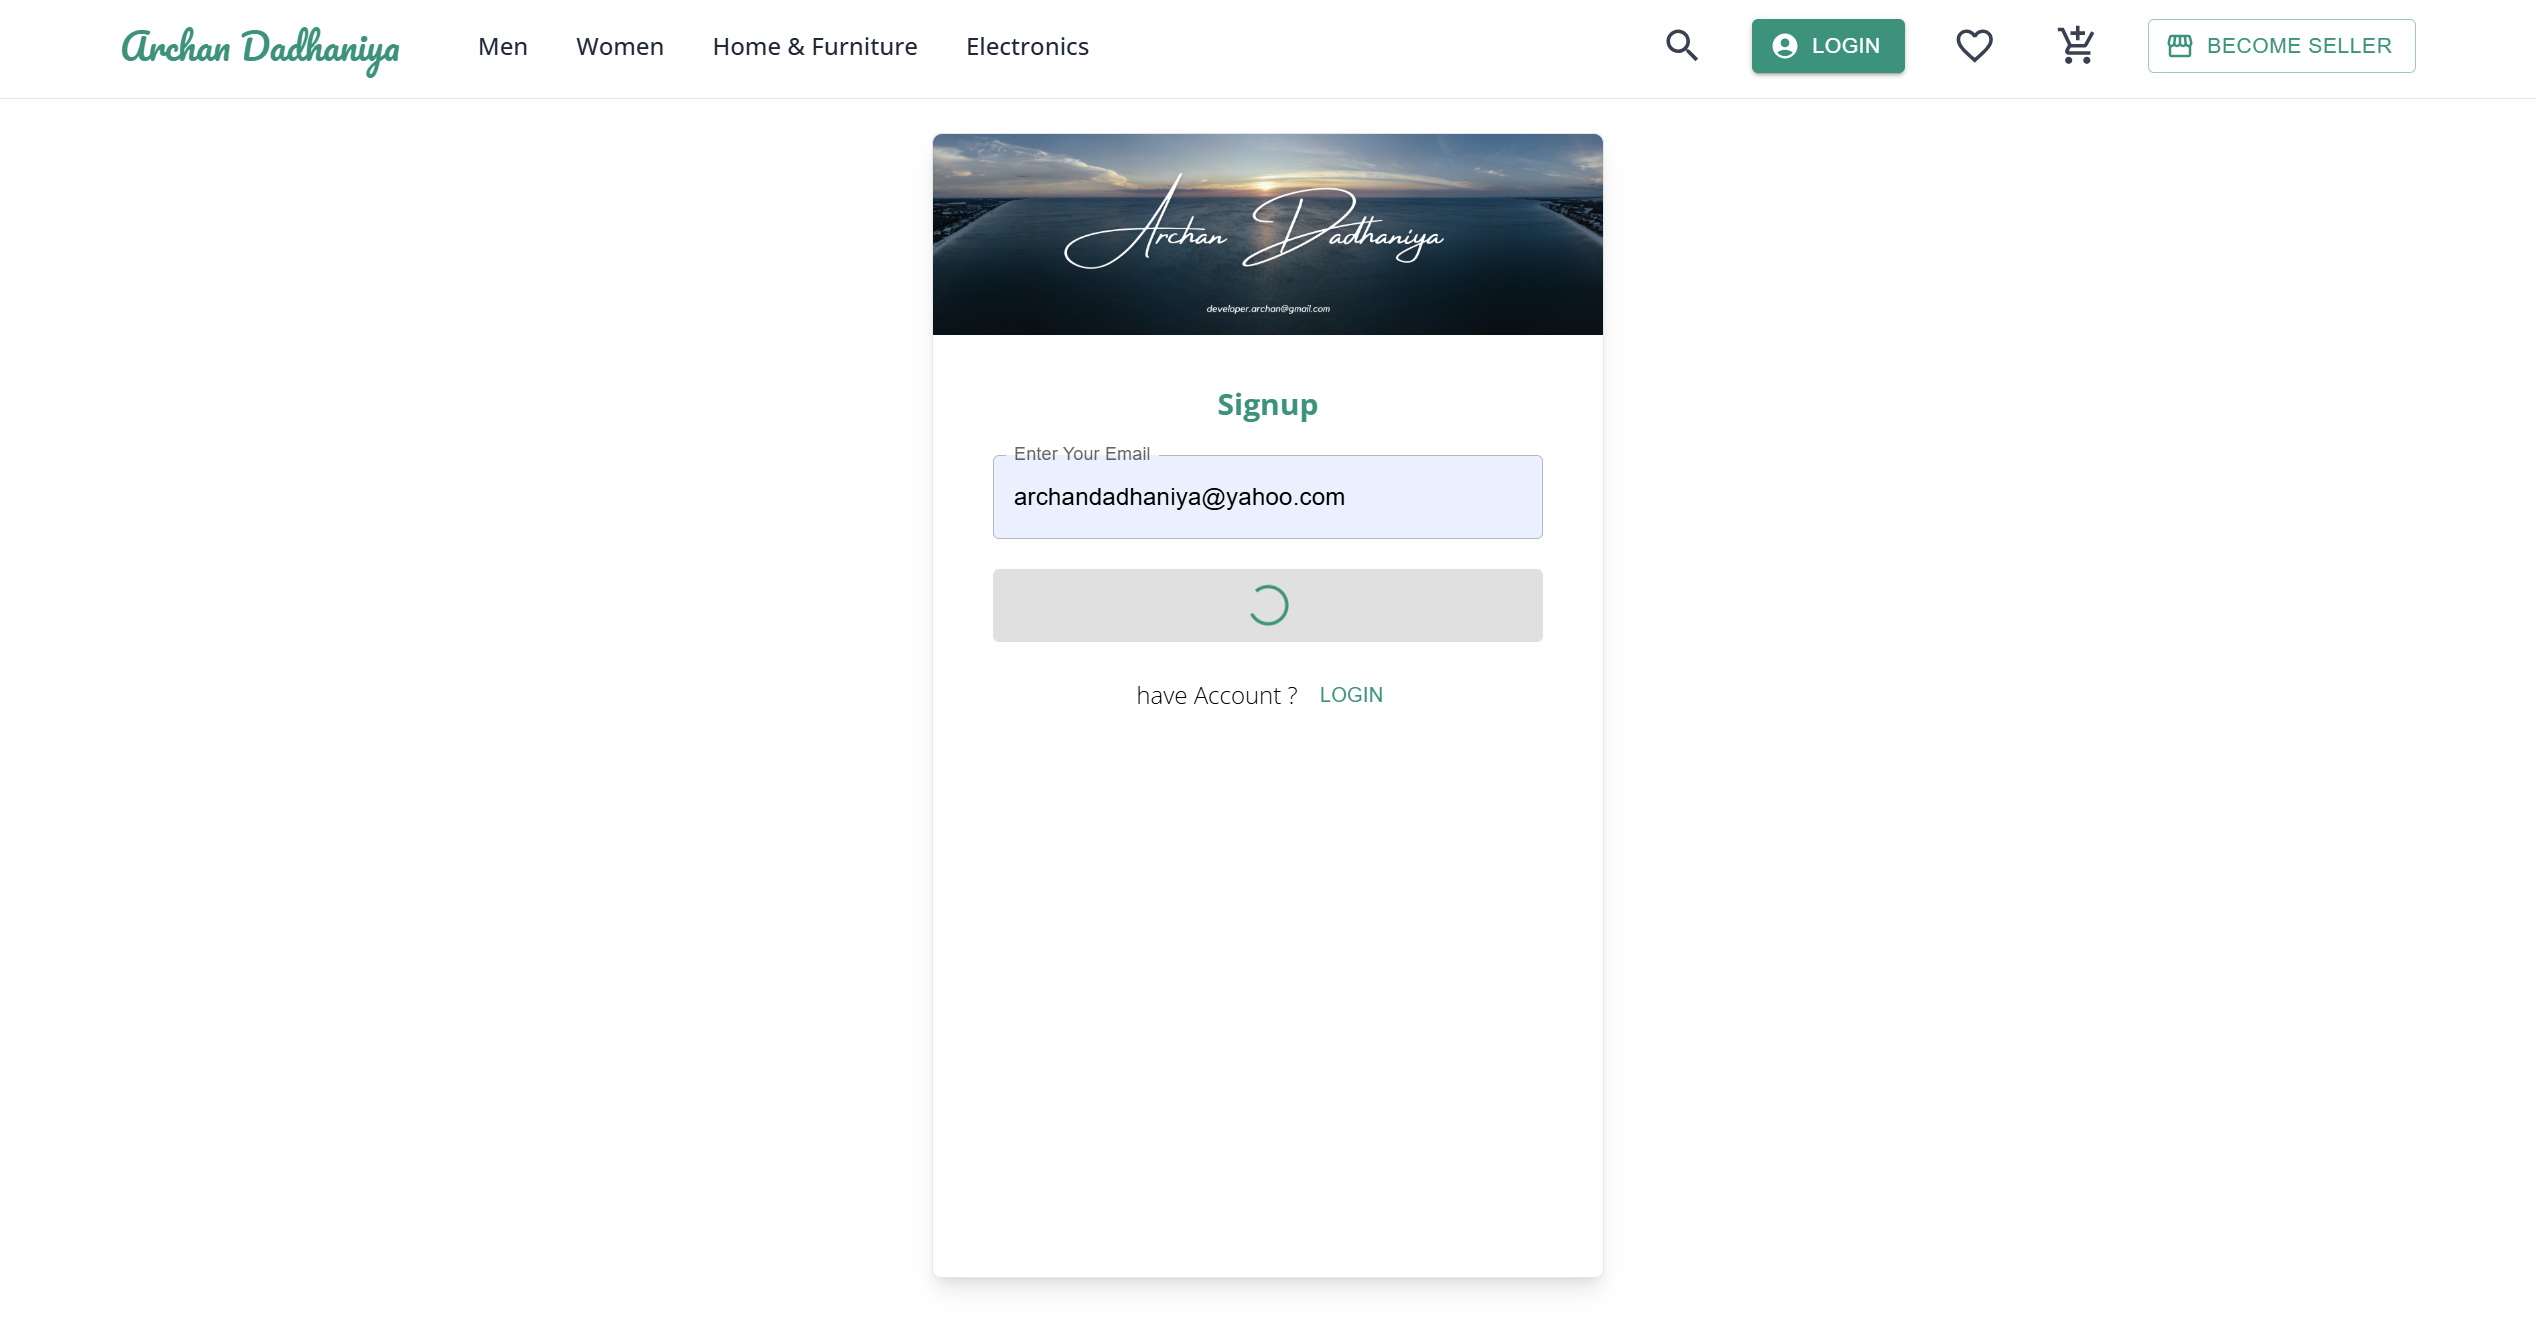 Archan Dadhaniya
Men Women Home & Furniture Electronics
LOGIN
BECOME SELLER
Archan Dadhaniya
developer.archan@gmail.com
Signup
Enter Your Email
archandadhaniya@yahoo.com
have Account ? LOGIN